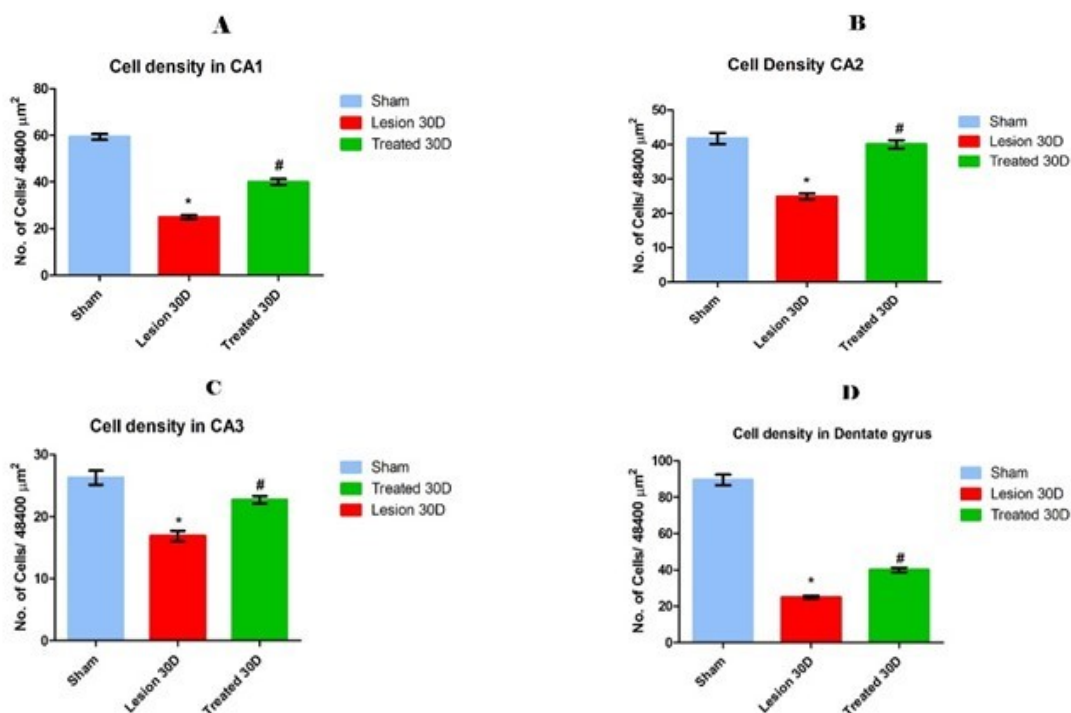 A
Cell density in CA1
No. of Cells/ 48400 μm²
80
60
40
20
0
Sham
Lesion 30D
Treated 30D
*
#
Sham
Lesion 30D
Treated 30D
B
Cell Density CA2
No. of Cells/ 48400 μm²
50
40
30
20
10
0
Sham
Lesion 30D
Treated 30D
*
#
Sham
Lesion 30D
Treated 30D
C
Cell density in CA3
No. of Cells/ 48400 μm²
30
20
10
0
Sham
Treated 30D
Lesion 30D
*
#
Sham
Lesion 30D
Treated 30D
D
Cell density in Dentate gyrus
No. of Cells/ 48400 μm²
100
80
60
40
20
0
Sham
Lesion 30D
Treated 30D
*
#
Sham
Lesion 30D
Treated 30D